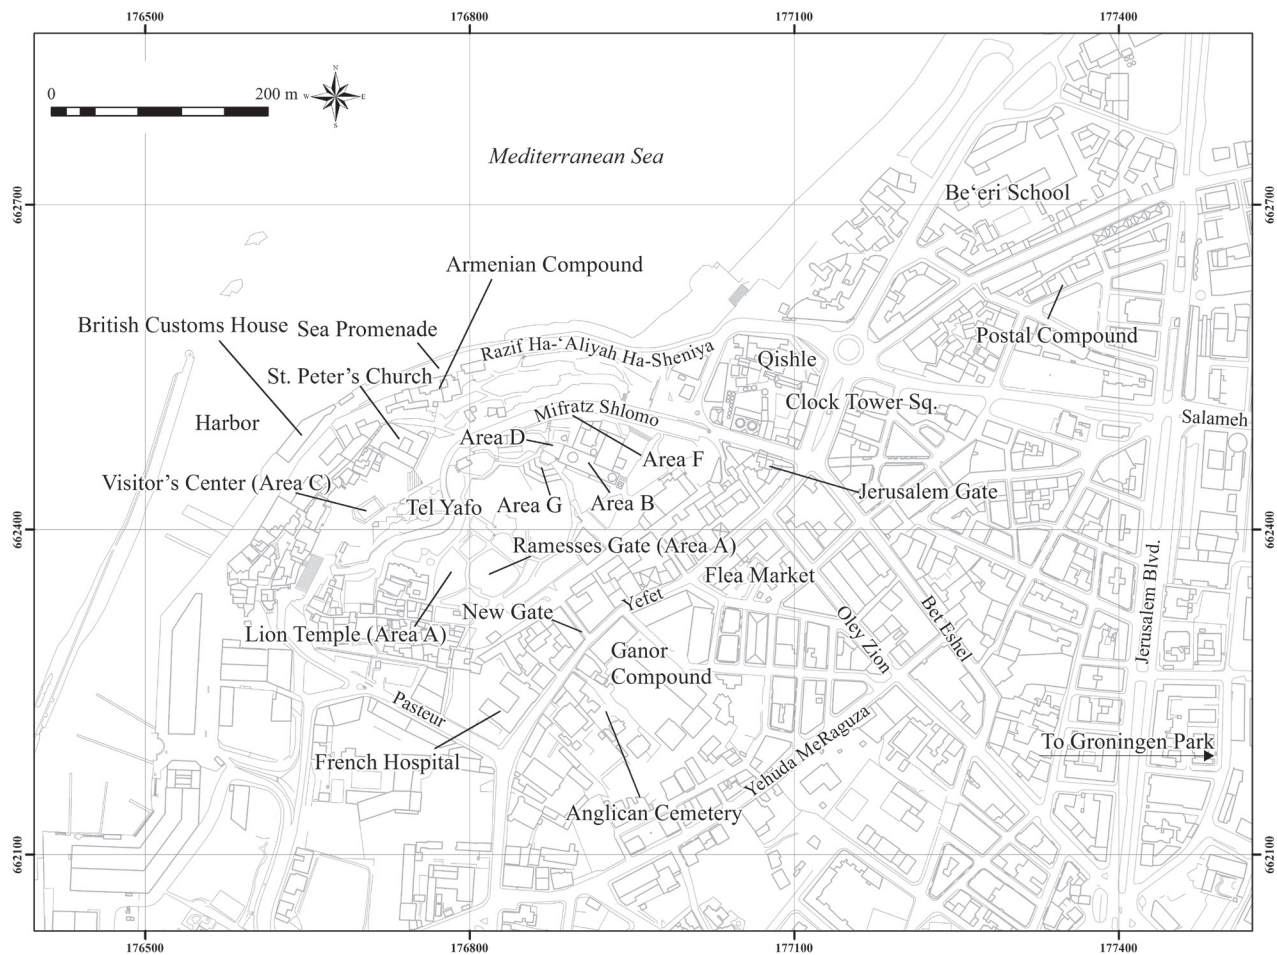 176500 176800 177100 177400
0 200 m
N
W E
S
Mediterranean Sea
662700 662700
Be‘eri School
Armenian Compound
British Customs House
Sea Promenade
Razif Ha-‘Aliyah Ha-Sheniya
Postal Compound
Qishle
St. Peter’s Church
Clock Tower Sq.
Mifratz Shlomo
Harbor
Salameh
Area D
Area F
Visitor’s Center (Area C)
Jerusalem Gate
Tel Yafo
Area G
Area B
662400 662400
Ramesses Gate (Area A)
Flea Market
Yefet
New Gate
Lion Temple (Area A)
Oley Zion
Bet Eshel
Jerusalem Blvd.
Ganor
Compound
Pasteur
To Groningen Park
Yehuda MeRaguza
French Hospital
Anglican Cemetery
662100 662100
176500 176800 177100 177400